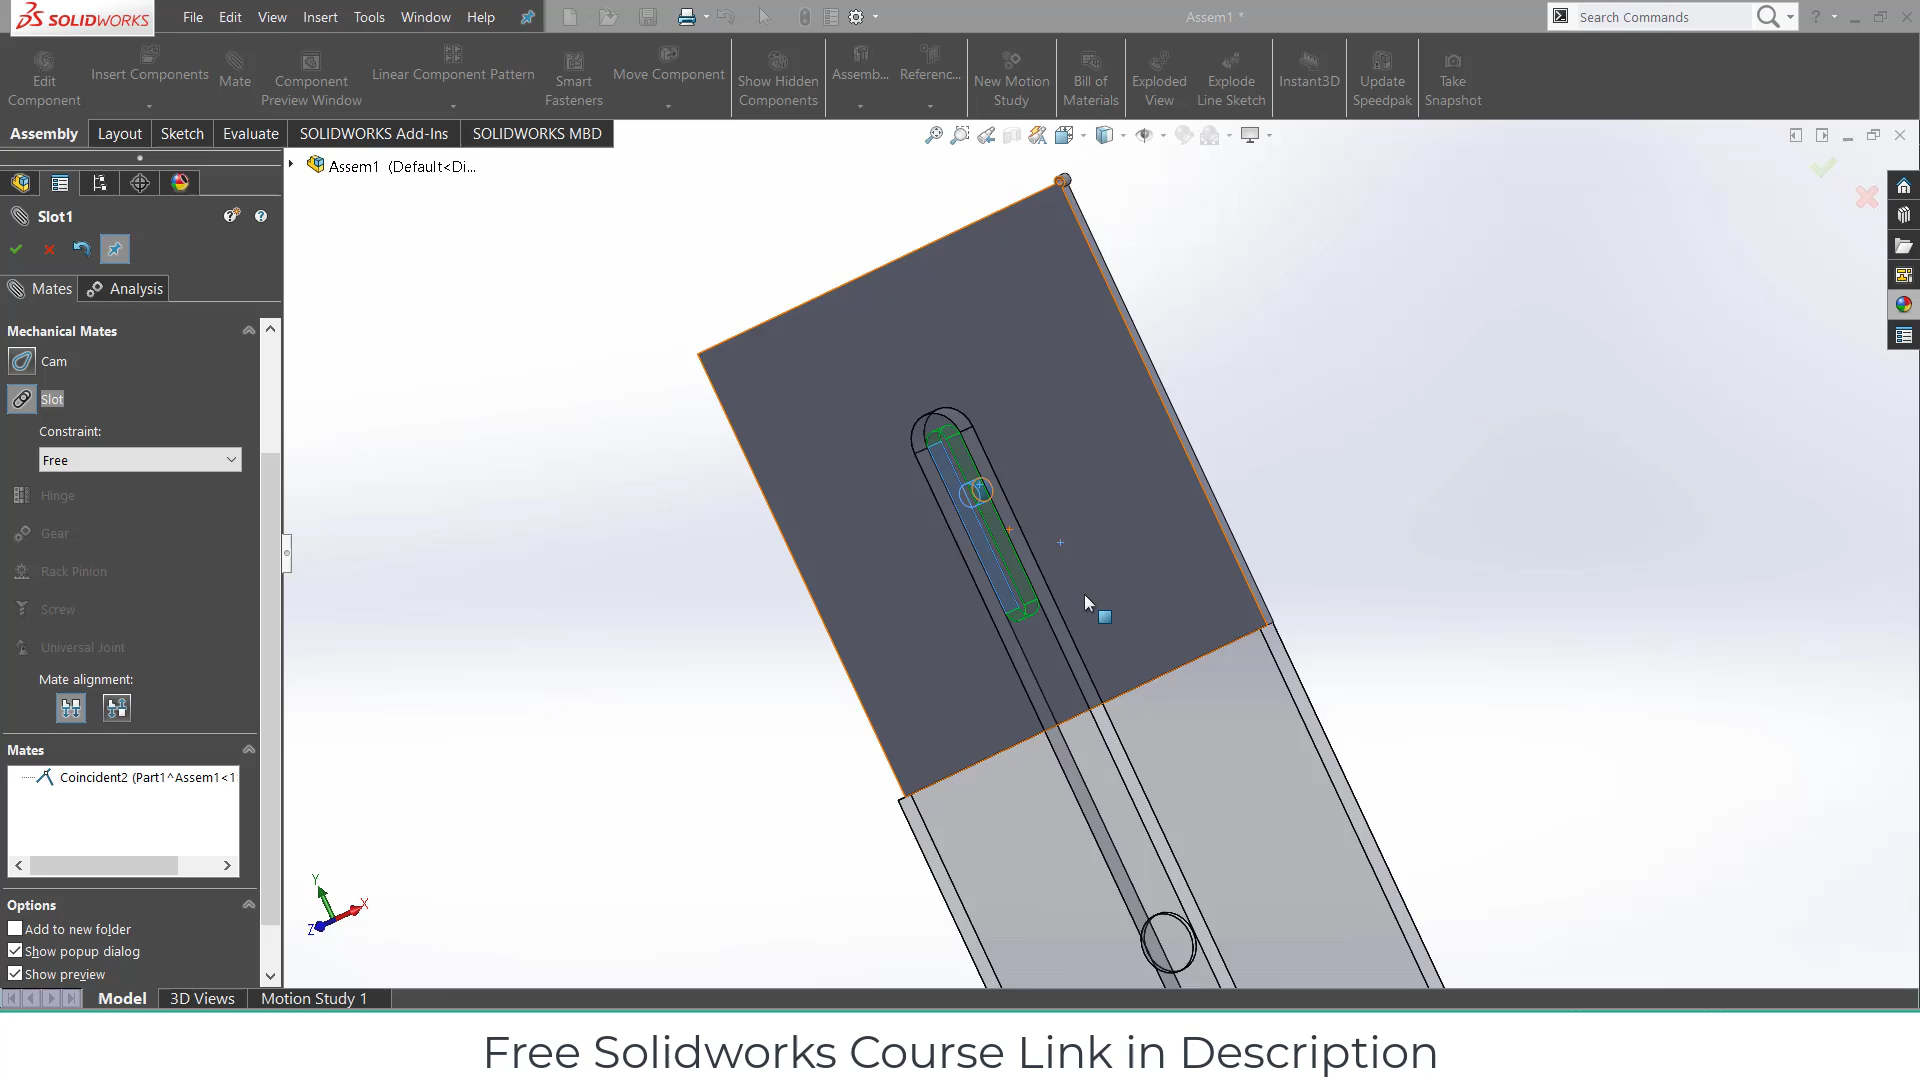 SOLIDWORKS
File Edit View Insert Tools Window Help
Assem1 *
Search Commands
?
Edit Component
Insert Components
Mate
Component Preview Window
Linear Component Pattern
Smart Fasteners
Move Component
Show Hidden Components
Assemb...
Referenc...
New Motion Study
Bill of Materials
Exploded View
Explode Line Sketch
Instant3D
Update Speedpak
Take Snapshot
Assembly Layout Sketch Evaluate SOLIDWORKS Add-Ins SOLIDWORKS MBD
Assem1 (Default<Di...
Slot1
Mates Analysis
Mechanical Mates
Cam
Slot
Constraint:
Free
Hinge
Gear
Rack Pinion
Screw
Universal Joint
Mate alignment:
Mates
Coincident2 (Part1^Assem1<1
Options
Add to new folder
Show popup dialog
Show preview
Y
X
Z
Model 3D Views Motion Study 1
Free Solidworks Course Link in Description